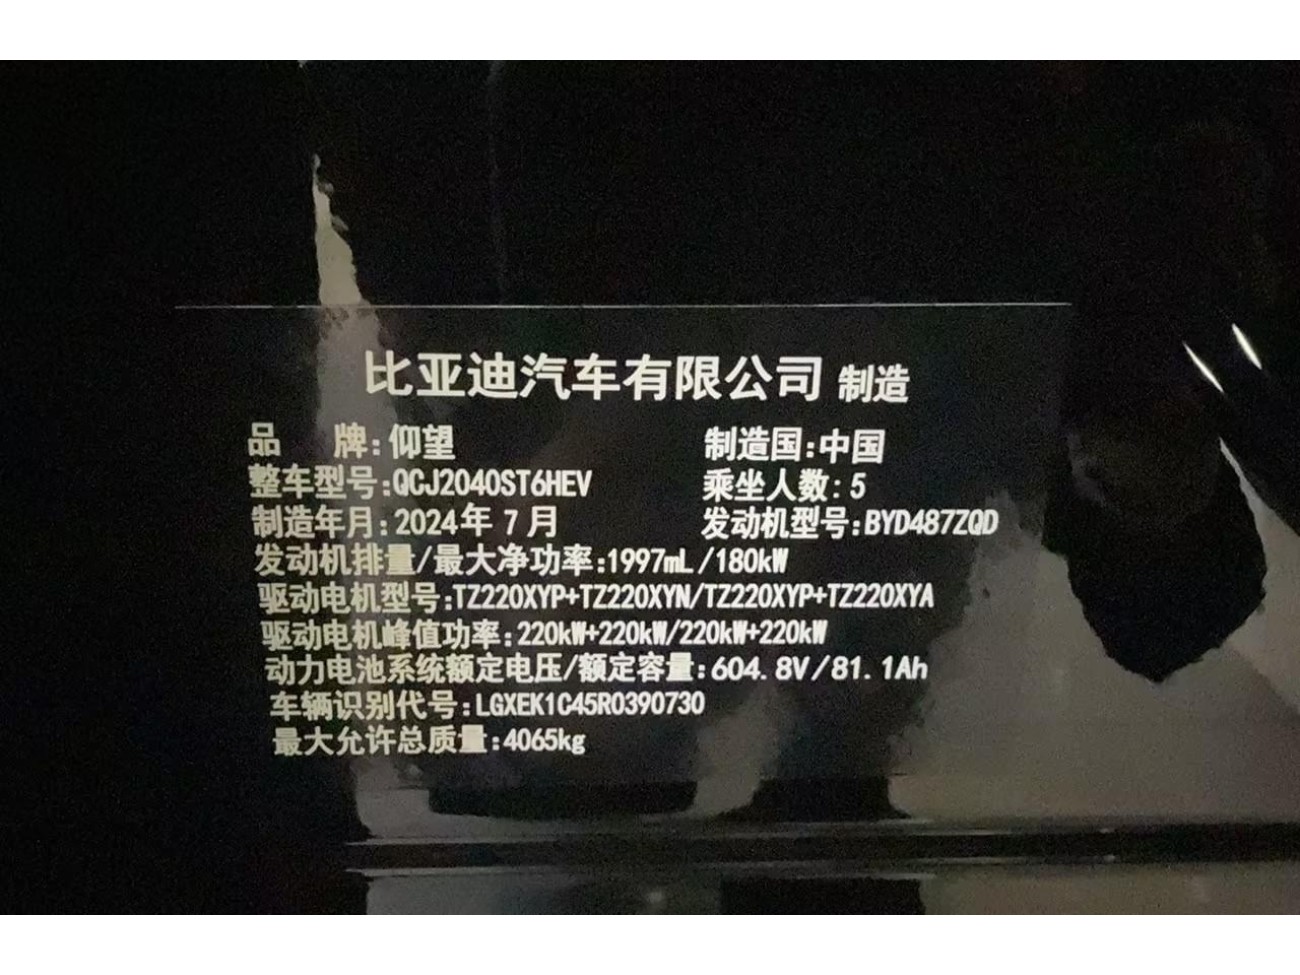 比亚迪汽车有限公司 制造
品 牌:仰望 制造国:中国
整车型号:QCJ2040ST6HEV 乘坐人数:5
制造年月:2024年7月 发动机型号:BYD487ZQD
发动机排量/最大净功率:1997mL/180kW
驱动电机型号:TZ220XYP+TZ220XYN/TZ220XYP+TZ220XYA
驱动电机峰值功率:220kW+220kW/220kW+220kW
动力电池系统额定电压/额定容量:604.8V/81.1Ah
车辆识别代号:LGXEK1C45R0390730
最大允许总质量:4065kg